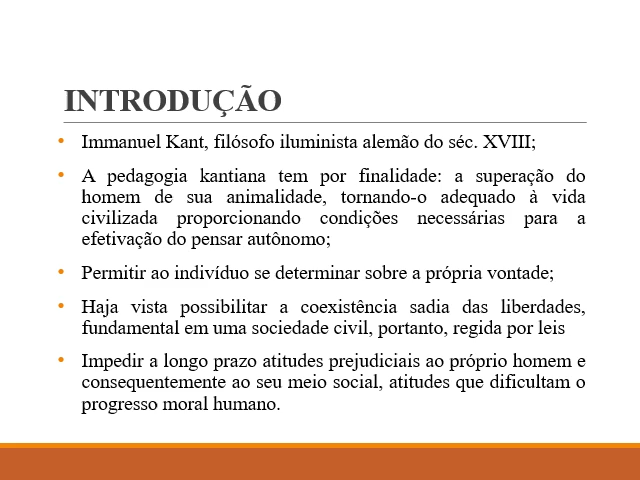 INTRODUÇÃO
• Immanuel Kant, filósofo iluminista alemão do séc. XVIII;
• A pedagogia kantiana tem por finalidade: a superação do
homem de sua animalidade, tornando-o adequado à vida
civilizada proporcionando condições necessárias para a
efetivação do pensar autônomo;
• Permitir ao indivíduo se determinar sobre a própria vontade;
• Haja vista possibilitar a coexistência sadia das liberdades,
fundamental em uma sociedade civil, portanto, regida por leis
• Impedir a longo prazo atitudes prejudiciais ao próprio homem e
consequentemente ao seu meio social, atitudes que dificultam o
progresso moral humano.